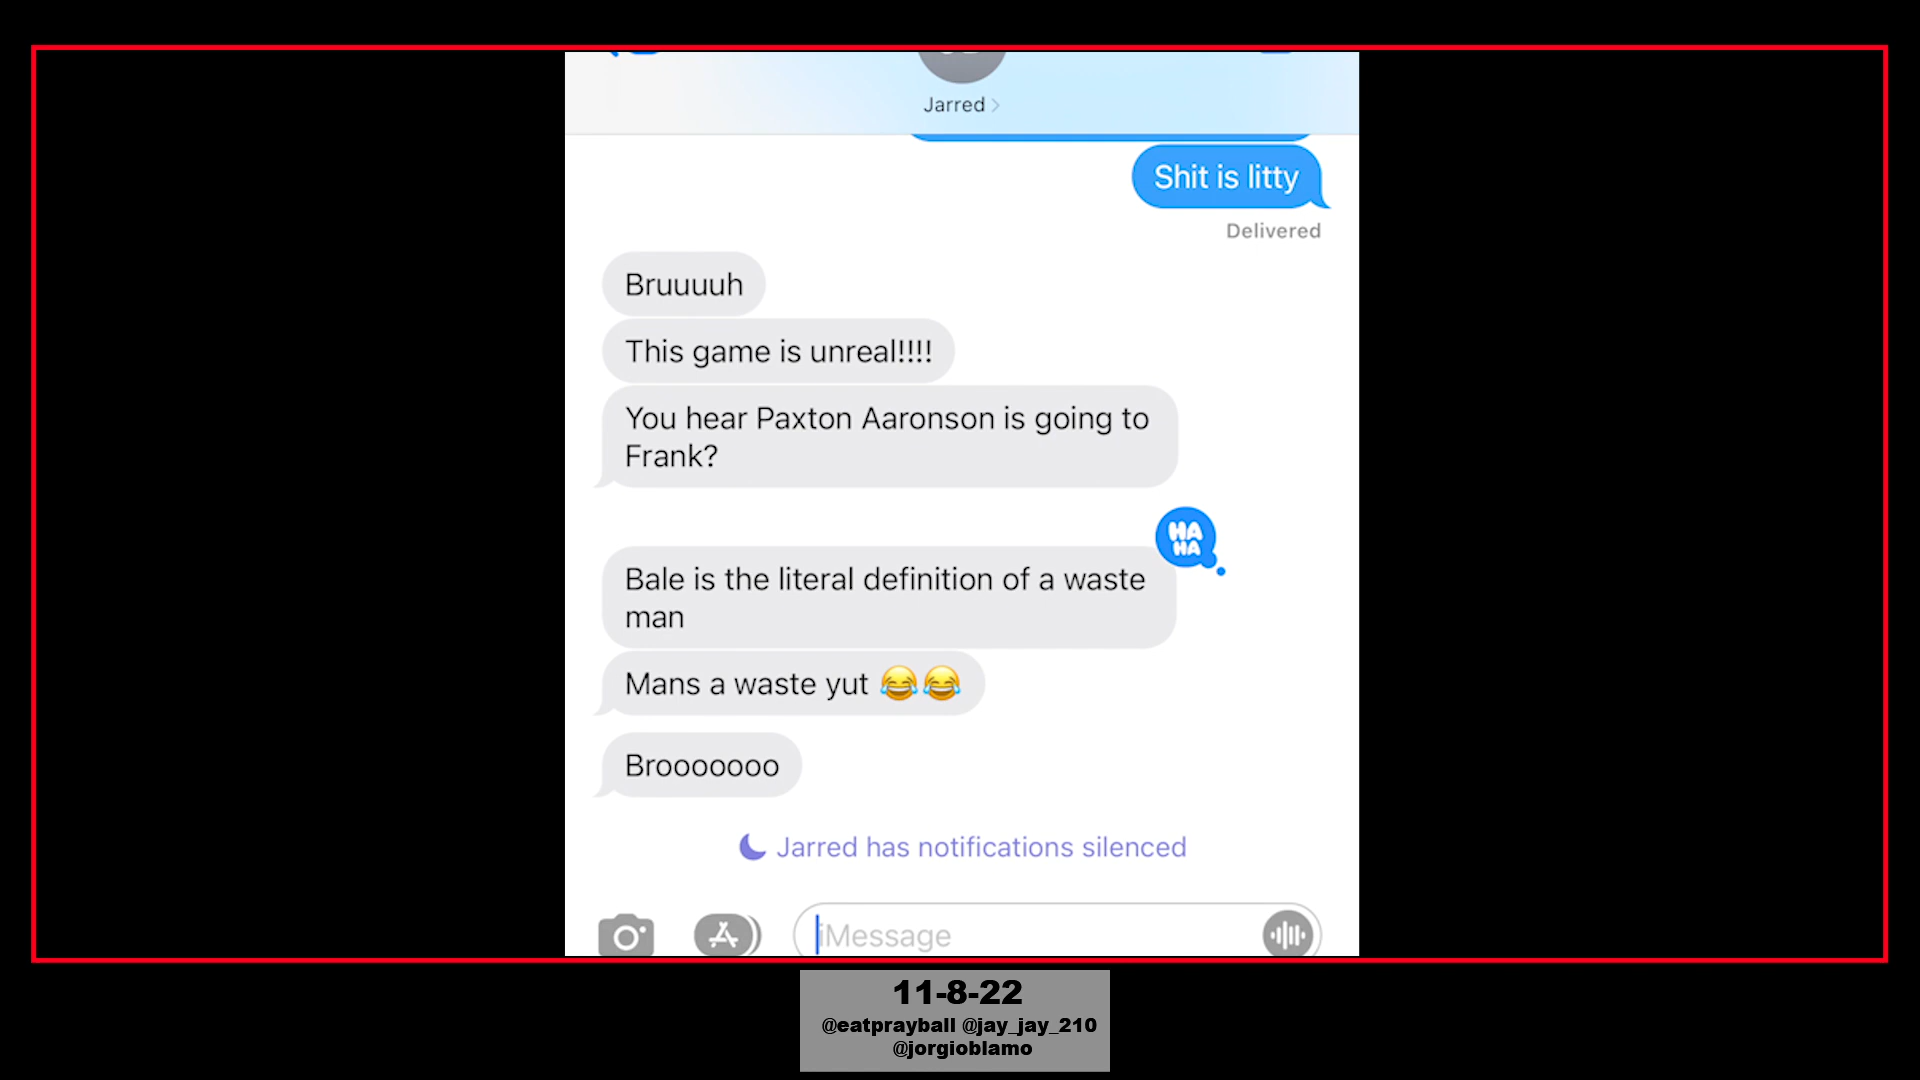 Jarred
Shit is litty
Delivered
Bruuuuh
This game is unreal!!!!
You hear Paxton Aaronson is going to
Frank?
HA
HA
Bale is the literal definition of a waste
man
Mans a waste yut 😂😂
Brooooooo
Jarred has notifications silenced
iMessage
11-8-22
@eatprayball @jay_jay_210
@jorgioblamo